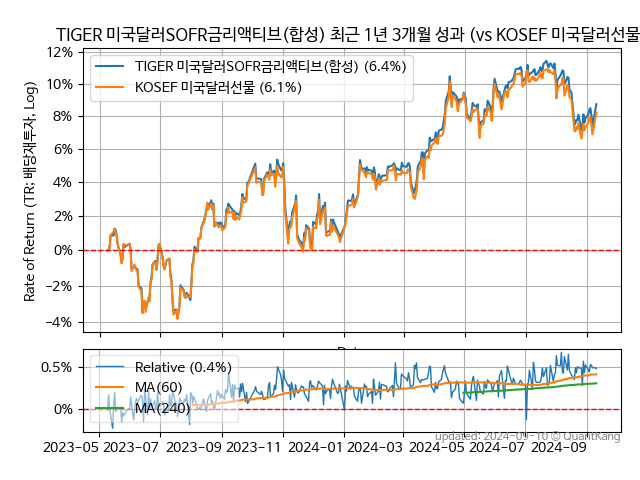 TIGER 미국달러SOFR금리액티브(합성) 최근 1년 3개월 성과 (vs KOSEF 미국달러선물
Rate of Return (TR: 배당재투자, Log)
12%
10%
8%
6%
4%
2%
0%
−2%
−4%
TIGER 미국달러SOFR금리액티브(합성) (6.4%)
KOSEF 미국달러선물 (6.1%)
0.5%
0%
Relative (0.4%)
MA(60)
MA(240)
2023-05 2023-07 2023-09 2023-11 2024-01 2024-03 2024-05 2024-07 2024-09
updated: 2024-09-10 © QuantKang